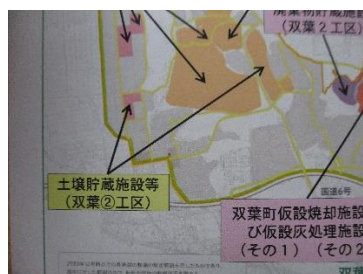 廃棄物貯蔵施
(双葉2工区)
土壌貯蔵施設等
(双葉②工区)
国道6
双葉町仮設焼却施設
び仮設灰処理施設
(その1) (その2